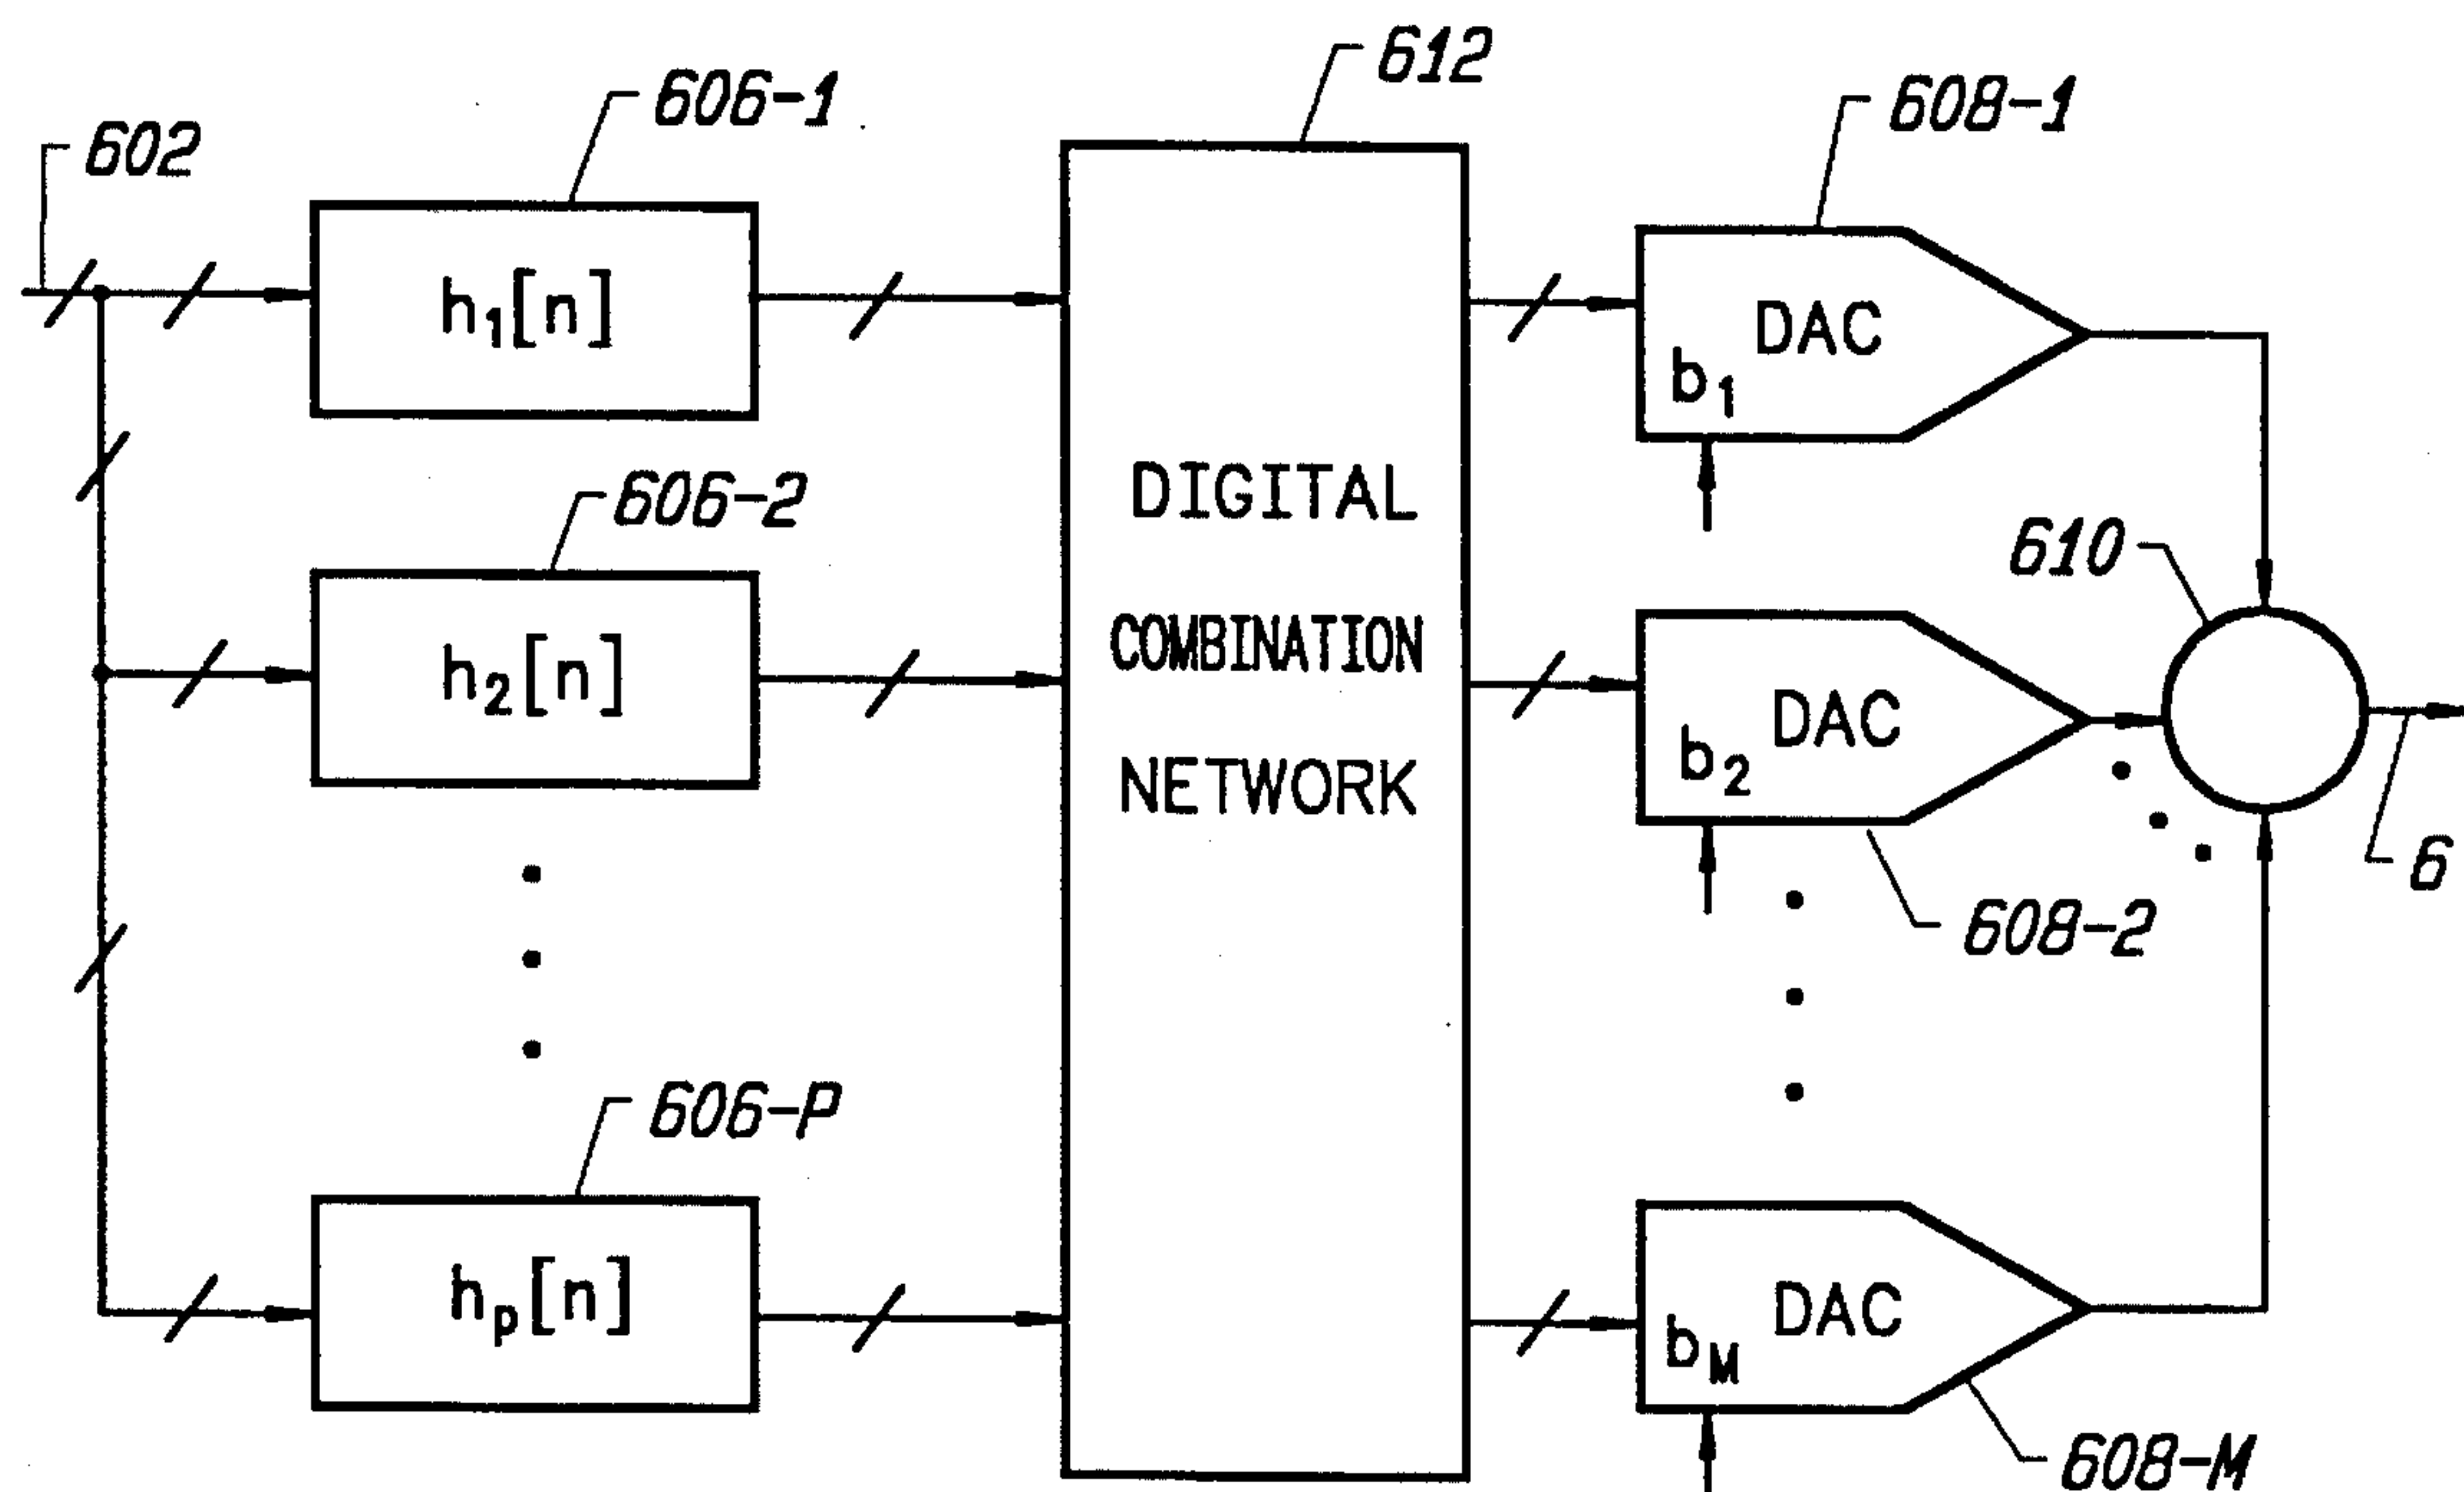 602
606-1
612
608-1
h₁[n]
DAC
b₁
606-2
DIGITAL
COMBINATION
NETWORK
610
h₂[n]
DAC
b₂
6
608-2
606-P
hₚ[n]
DAC
b_M
608-M